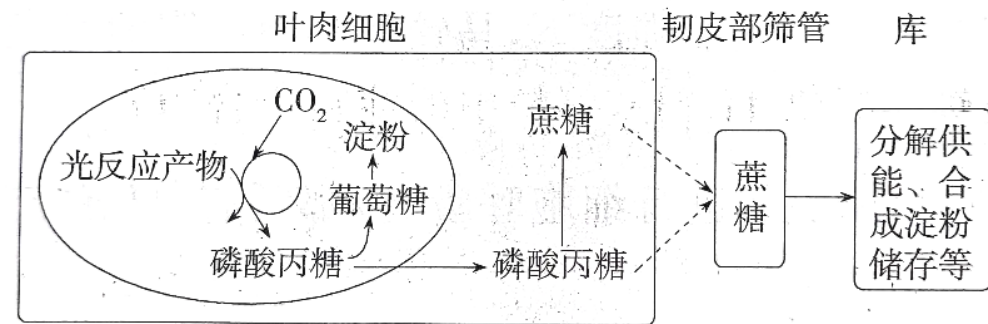 叶肉细胞
韧皮部筛管
库
CO₂
淀粉
光反应产物
葡萄糖
磷酸丙糖
蔗糖
磷酸丙糖
蔗
糖
分解供
能、合
成淀粉
储存等